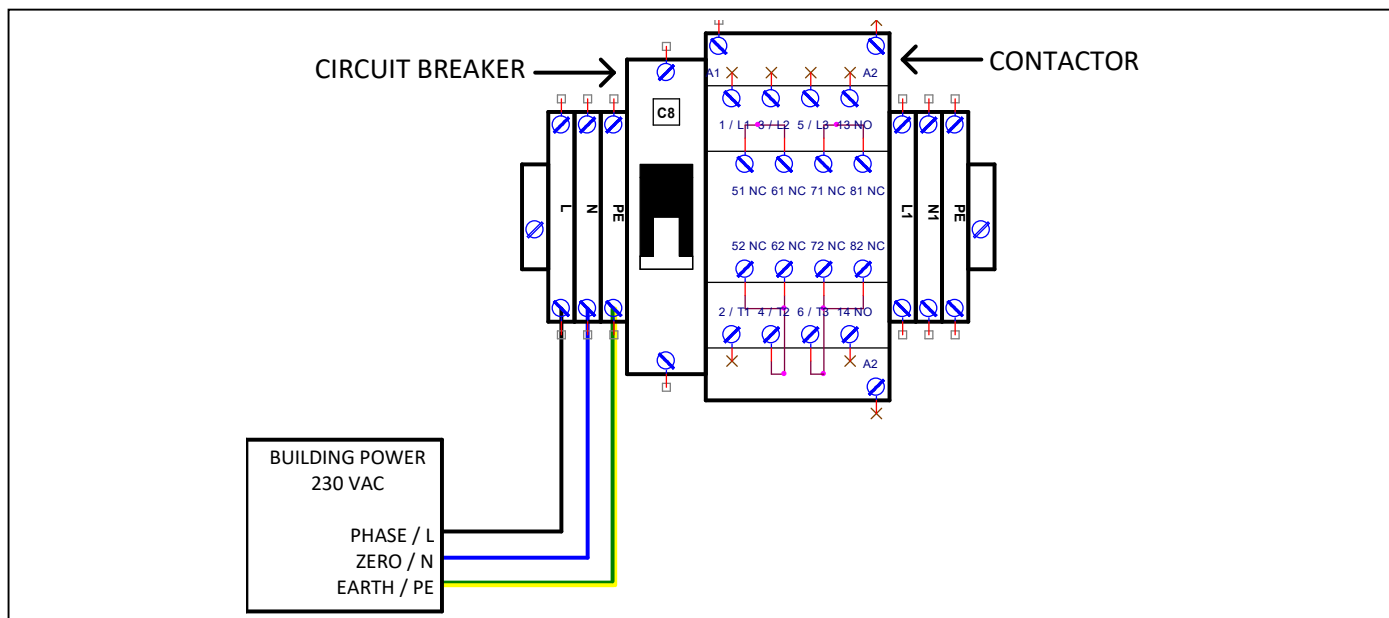 CIRCUIT BREAKER
CONTACTOR
A1
A2
C8
1 / L1 3 / L2 5 / L3 13 NO
51 NC 61 NC 71 NC 81 NC
L
N
PE
L1
N1
PE
52 NC 62 NC 72 NC 82 NC
2 / T1 4 / T2 6 / T3 14 NO
A2
BUILDING POWER
230 VAC
PHASE / L
ZERO / N
EARTH / PE